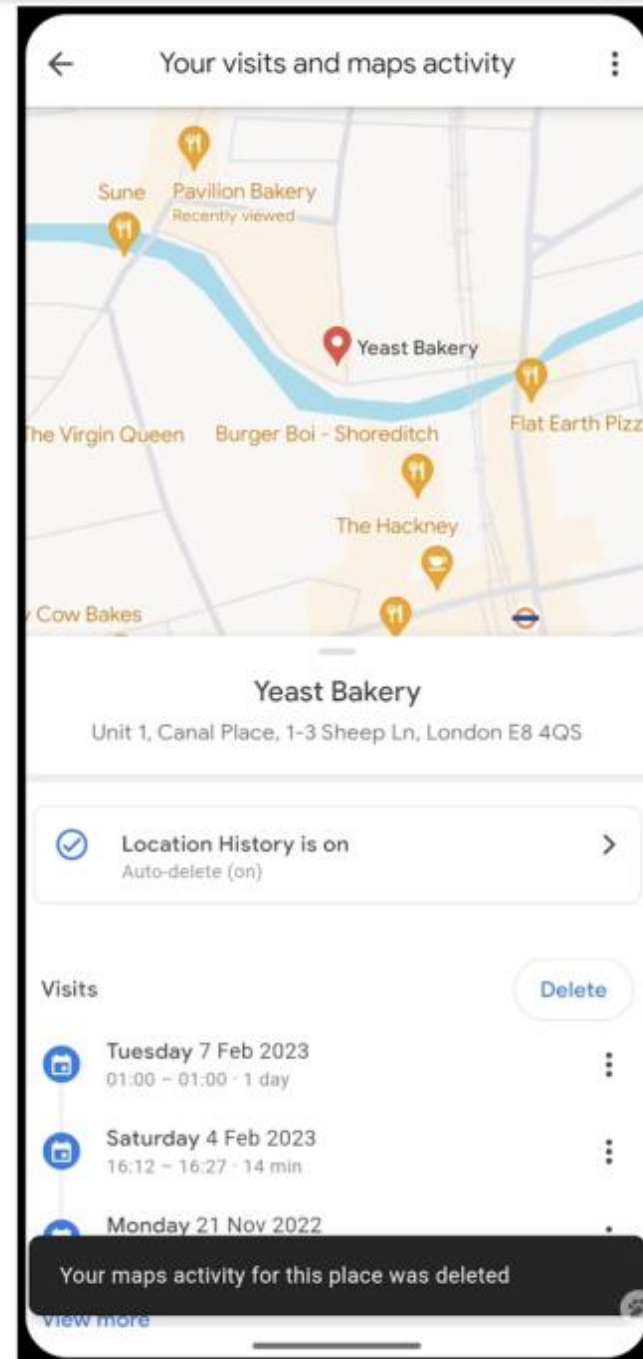 Your visits and maps activity
Sune
Pavilion Bakery
Recently viewed
Yeast Bakery
The Virgin Queen
Burger Boi - Shoreditch
Flat Earth Pizz
The Hackney
Cow Bakes
Yeast Bakery
Unit 1, Canal Place, 1-3 Sheep Ln, London E8 4QS
Location History is on
Auto-delete (on)
Visits
Delete
Tuesday 7 Feb 2023
01:00 – 01:00 · 1 day
Saturday 4 Feb 2023
16:12 – 16:27 · 14 min
Monday 21 Nov 2022
Your maps activity for this place was deleted
View more